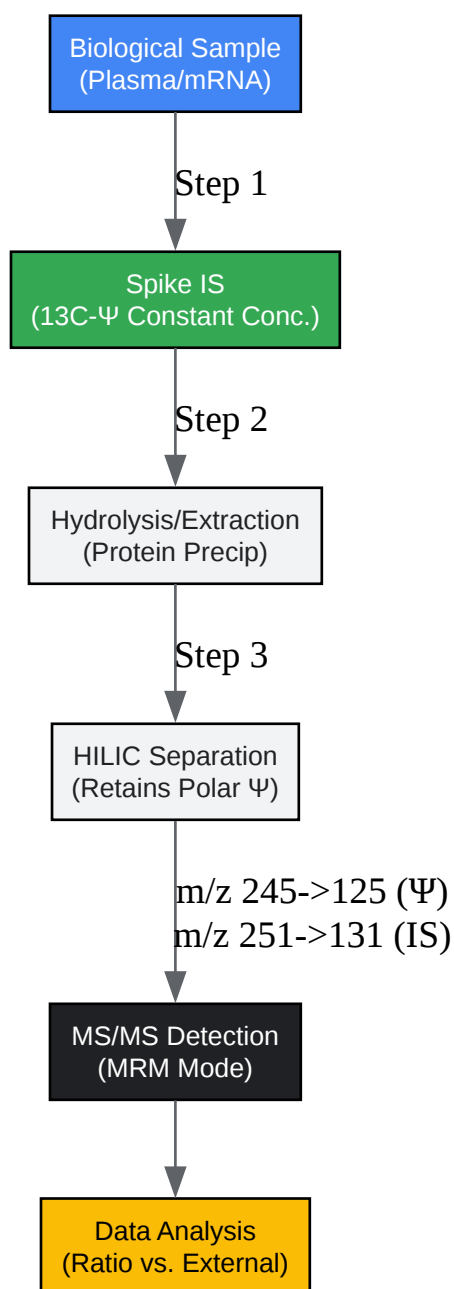 Biological Sample
(Plasma/mRNA)
Step 1
Spike IS
(13C-Ψ Constant Conc.)
Step 2
Hydrolysis/Extraction
(Protein Precip)
Step 3
HILIC Separation
(Retains Polar Ψ)
m/z 245->125 (Ψ)
m/z 251->131 (IS)
MS/MS Detection
(MRM Mode)
Data Analysis
(Ratio vs. External)